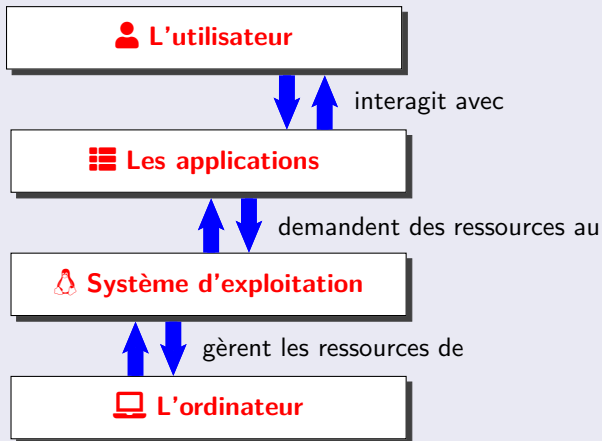 L'utilisateur
interagit avec
Les applications
demandent des ressources au
Système d'exploitation
gèrent les ressources de
L'ordinateur